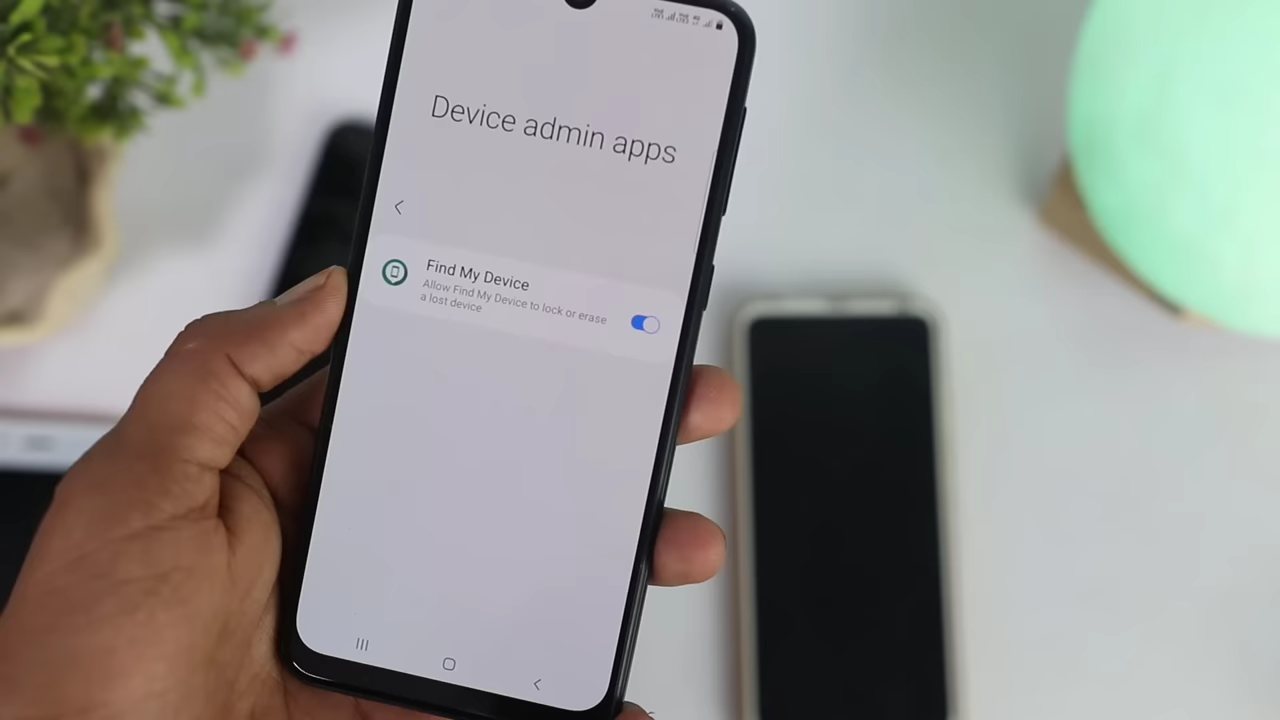 Device admin apps
Find My Device
Allow Find My Device to lock or erase
a lost device